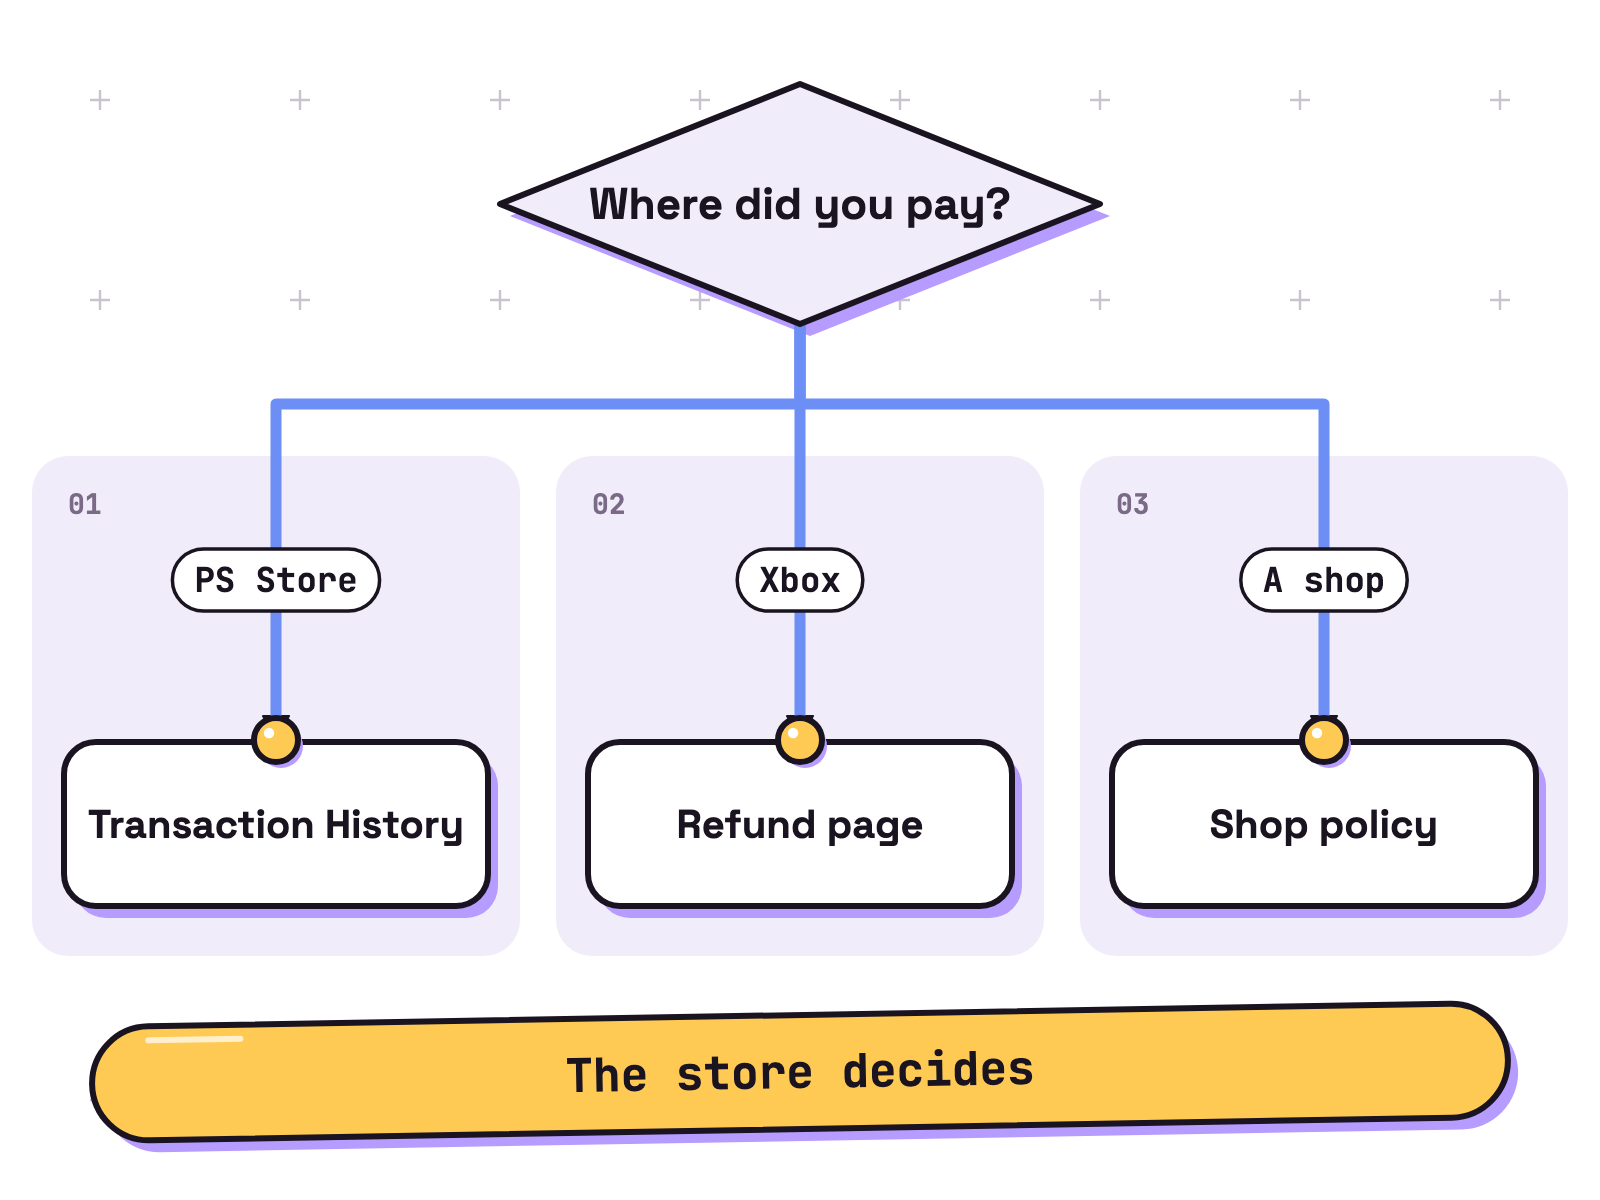 Where did you pay?
01
02
03
PS Store
Xbox
A shop
Transaction History
Refund page
Shop policy
The store decides